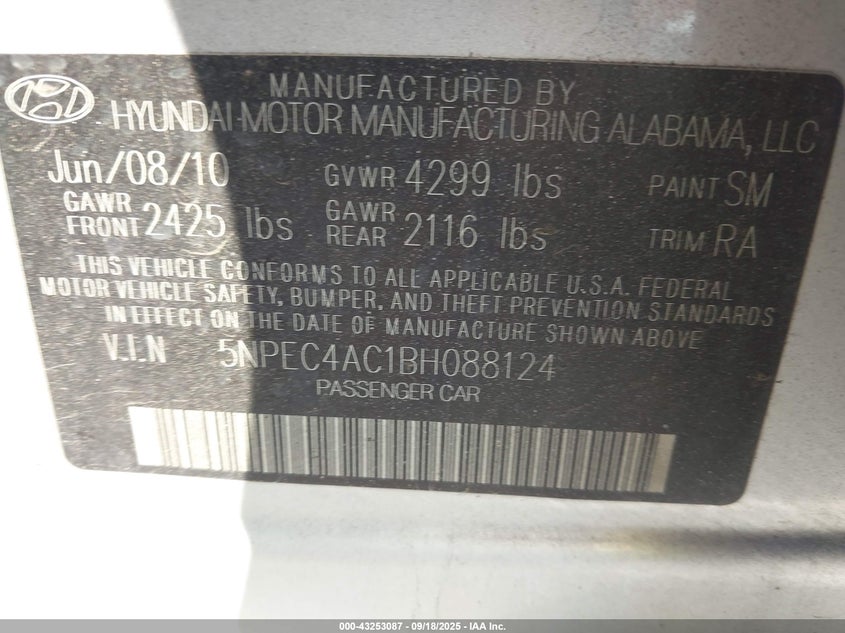 MANUFACTURED BY
HYUNDAI MOTOR MANUFACTURING ALABAMA, LLC
Jun/08/10 GVWR 4299 lbs PAINT SM
GAWR FRONT 2425 lbs GAWR REAR 2116 lbs TRIM RA
THIS VEHICLE CONFORMS TO ALL APPLICABLE U.S.A. FEDERAL
MOTOR VEHICLE SAFETY, BUMPER, AND THEFT PREVENTION STANDARDS
IN EFFECT ON THE DATE OF MANUFACTURE SHOWN ABOVE
V.I.N 5NPEC4AC1BH088124
PASSENGER CAR
000-43253087 - 09/18/2025 - IAA Inc.